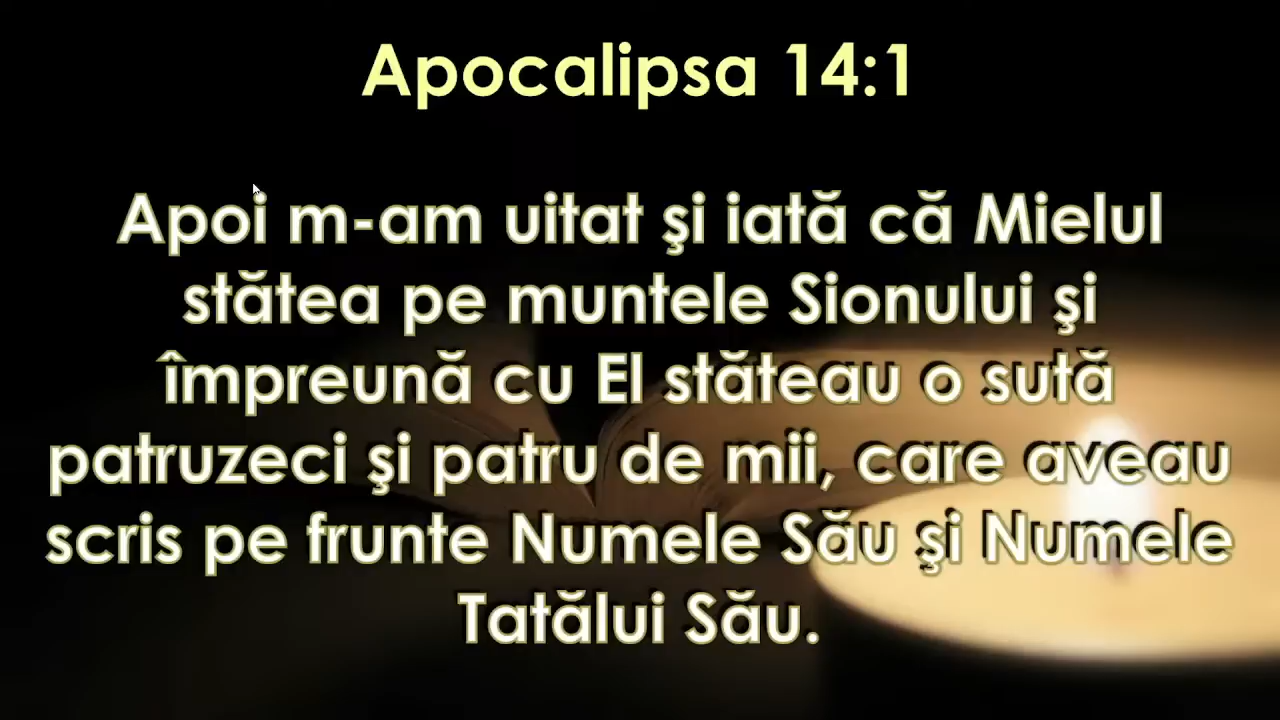 Apocalipsa 14:1
Apoi m-am uitat şi iată că Mielul
stătea pe muntele Sionului şi
împreună cu El stăteau o sută
patruzeci şi patru de mii, care aveau
scris pe frunte Numele Său şi Numele
Tatălui Său.